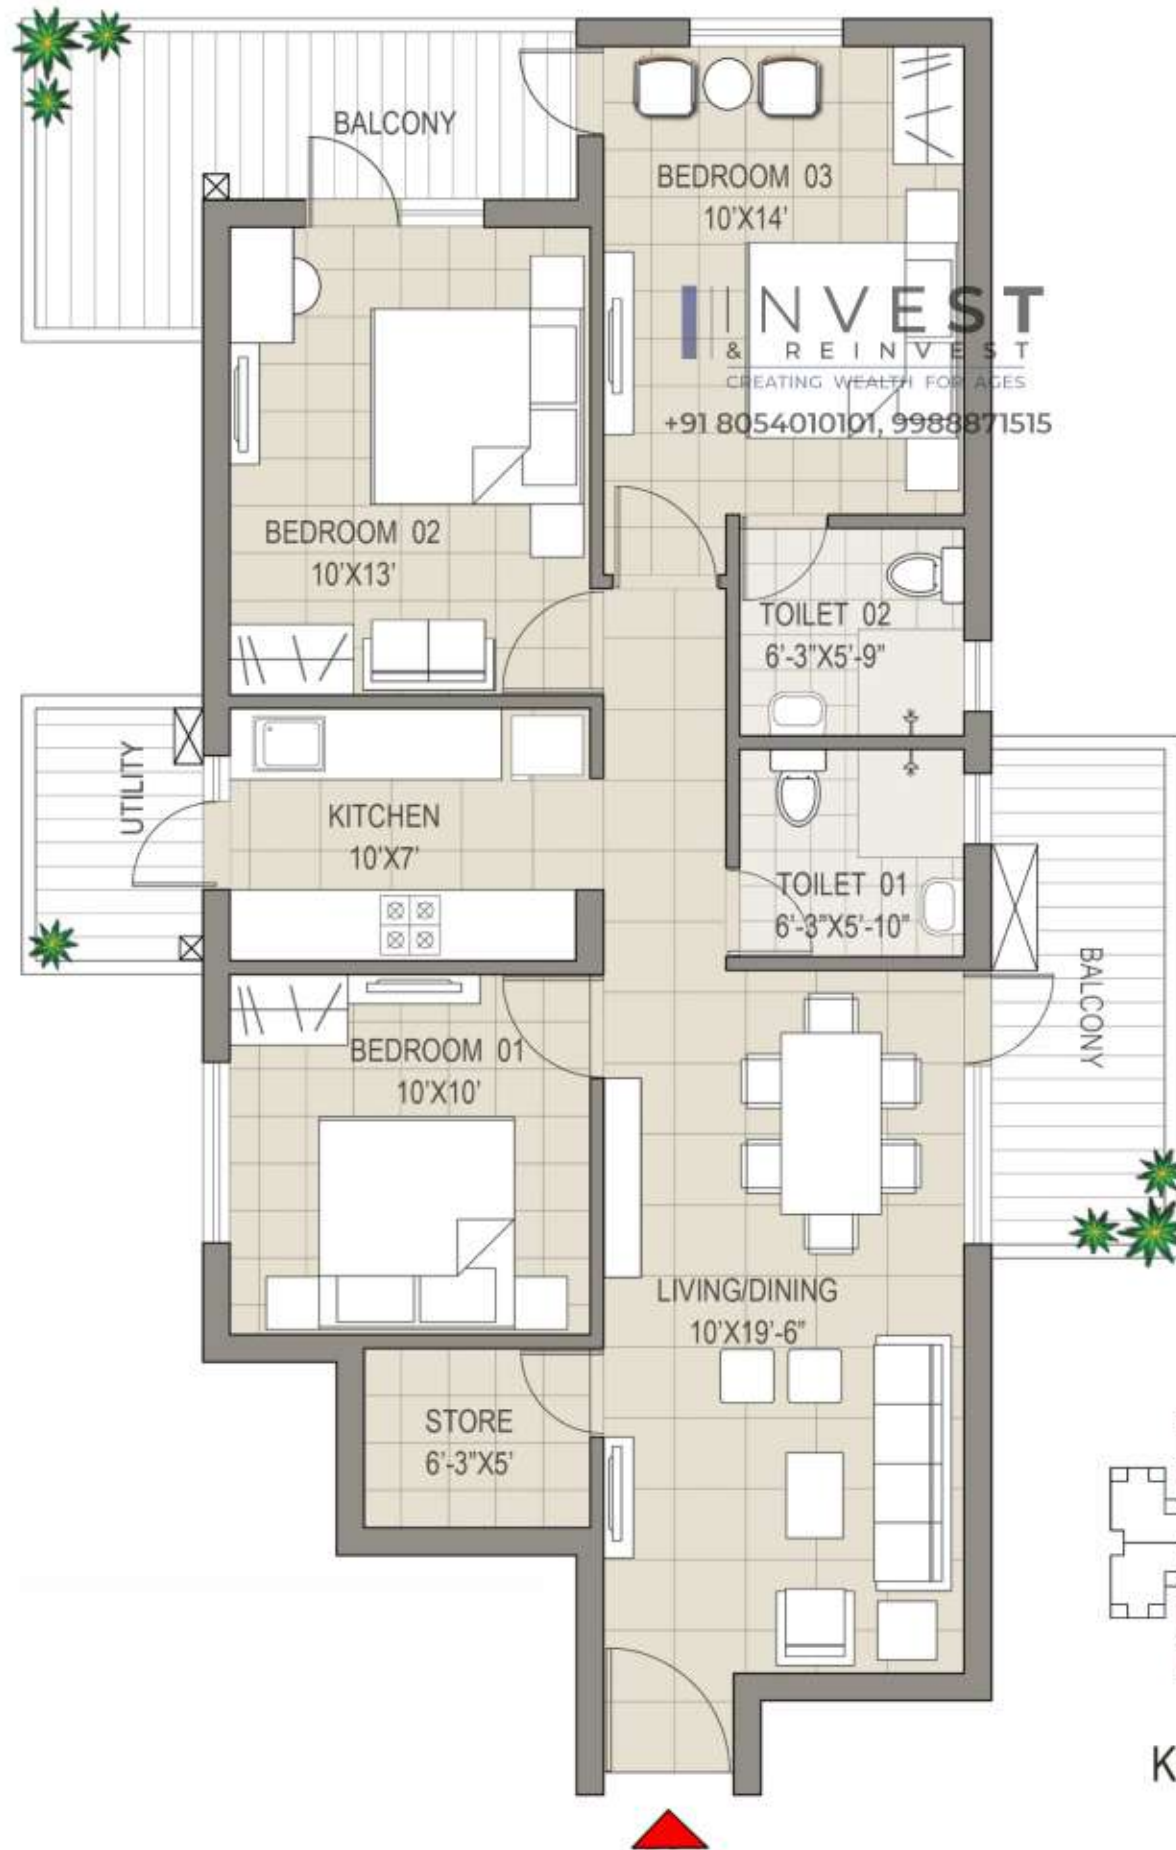 BALCONY
BEDROOM 03
10'X14'
INVEST
& REINVEST
CREATING WEALTH FOR AGES
+91 8054010101, 9988871515
BEDROOM 02
10'X13'
TOILET 02
6'-3"X5'-9"
UTILITY
KITCHEN
10'X7'
TOILET 01
6'-3"X5'-10"
BALCONY
BEDROOM 01
10'X10'
LIVING/DINING
10'X19'-6"
STORE
6'-3"X5'
K